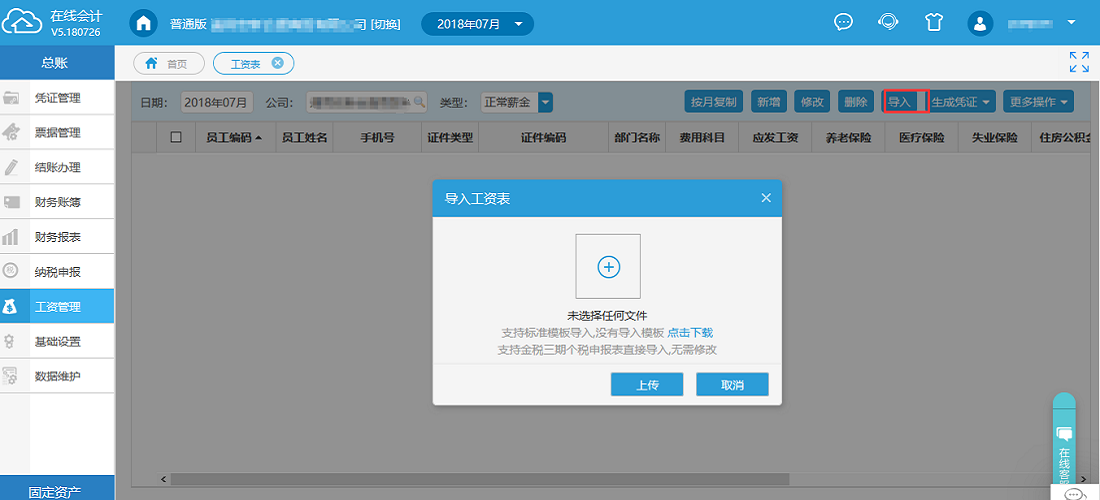 在线会计
V5.180726
普通版
司 [切换]
2018年07月
总账
首页
工资表
凭证管理
票据管理
结账办理
财务账簿
财务报表
纳税申报
税
工资管理
基础设置
数据维护
固定资产
日期: 2018年07月 公司: 类型: 正常薪金
按月复制 新增 修改 删除 导入 生成凭证 更多操作
员工编码 员工姓名 手机号 证件类型 证件编码 部门名称 费用科目 应发工资 养老保险 医疗保险 失业保险 住房公积金
导入工资表
未选择任何文件
支持标准模板导入,没有导入模板 点击下载
支持金税三期个税申报表直接导入,无需修改
上传 取消
在线客服